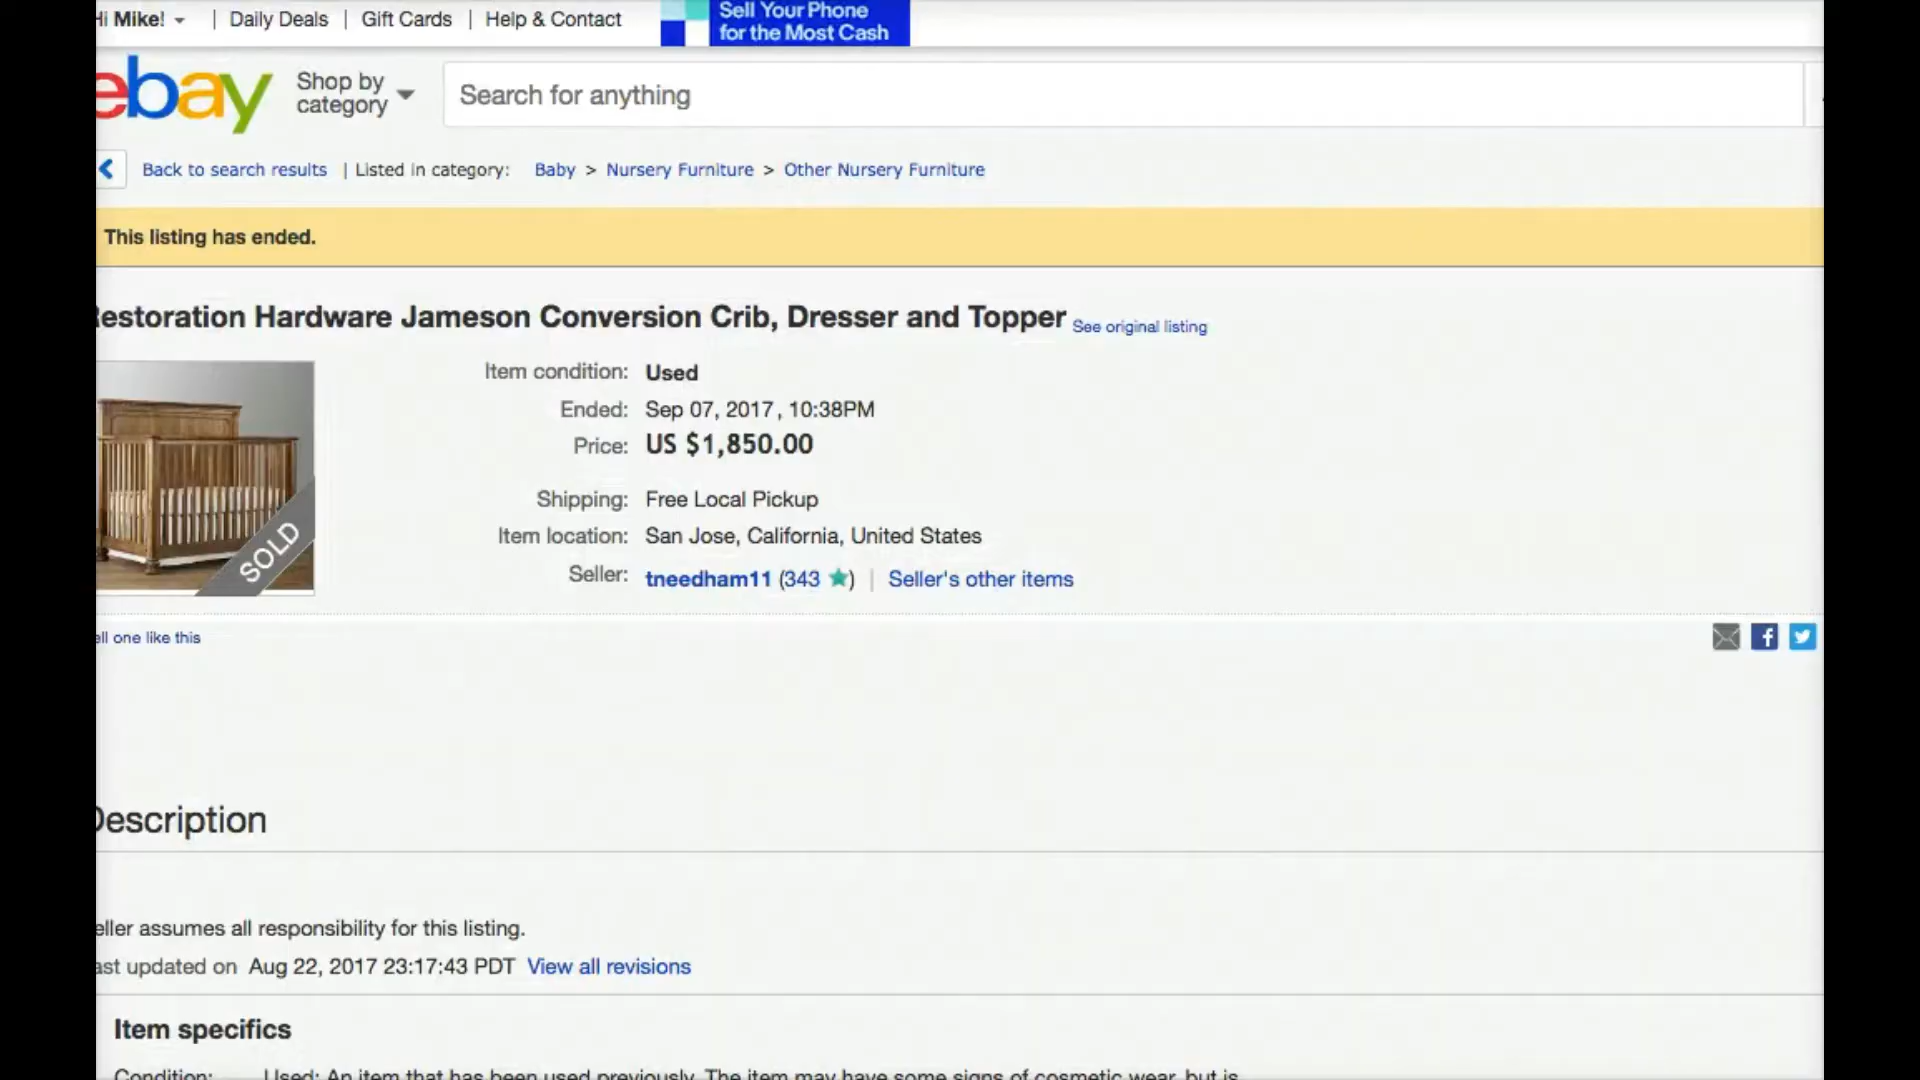 Hi Mike! | Daily Deals | Gift Cards | Help & Contact
Sell Your Phone
for the Most Cash
ebay
Shop by
category
Search for anything
Back to search results | Listed in category: Baby > Nursery Furniture > Other Nursery Furniture
This listing has ended.
Restoration Hardware Jameson Conversion Crib, Dresser and Topper See original listing
Item condition: Used
Ended: Sep 07, 2017 , 10:38PM
Price: US $1,850.00
Shipping: Free Local Pickup
Item location: San Jose, California, United States
Seller: tneedham11 (343 ★) | Seller's other items
SOLD
ell one like this
Description
eller assumes all responsibility for this listing.
ast updated on Aug 22, 2017 23:17:43 PDT View all revisions
Item specifics
Condition: Used: An item that has been used previously. The item may have some signs of cosmetic wear, but is